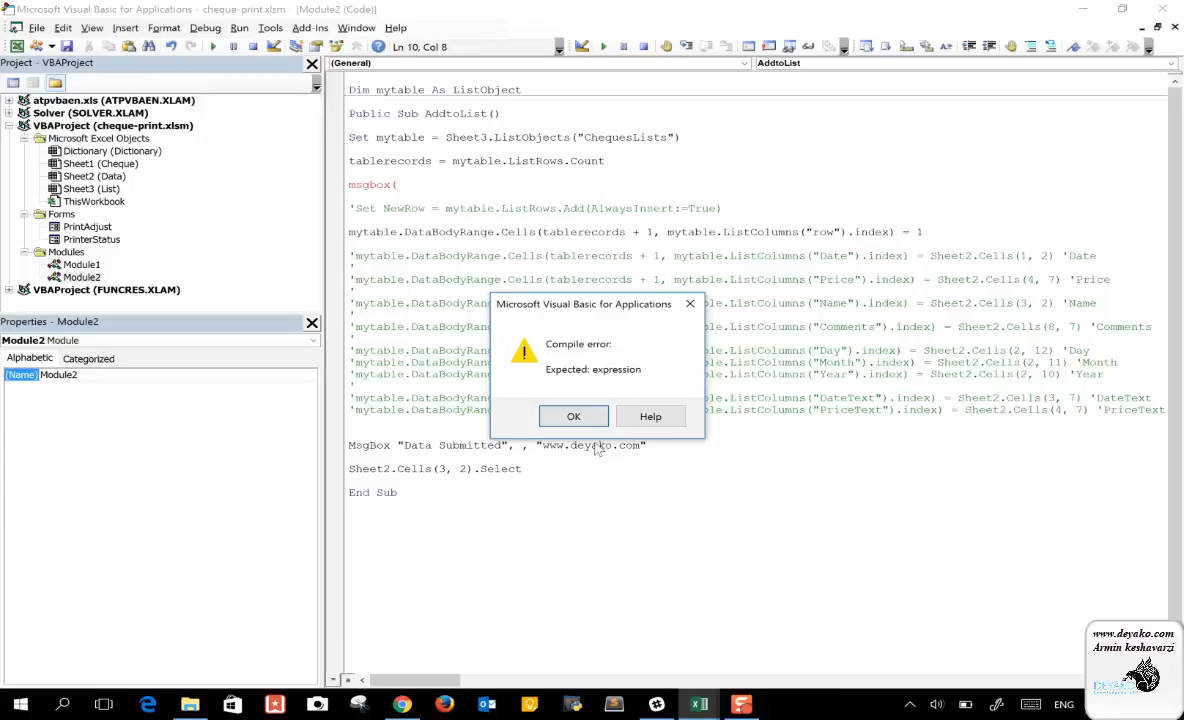 Microsoft Visual Basic for Applications - cheque-print.xlsm - [Module2 (Code)]
File Edit View Insert Format Debug Run Tools Add-Ins Window Help
Ln 10, Col 8
Project - VBAProject
(General)
AddtoList
atpvbaen.xls (ATPVBAEN.XLAM)
Solver (SOLVER.XLAM)
VBAProject (cheque-print.xlsm)
Microsoft Excel Objects
Dictionary (Dictionary)
Sheet1 (Cheque)
Sheet2 (Data)
Sheet3 (List)
ThisWorkbook
Forms
PrintAdjust
PrinterStatus
Modules
Module1
Module2
VBAProject (FUNCRES.XLAM)
Properties - Module2
Module2 Module
Alphabetic Categorized
(Name) Module2
Dim mytable As ListObject
Public Sub AddtoList()
Set mytable = Sheet3.ListObjects("ChequesLists")
tablerecords = mytable.ListRows.Count
msgbox(
'Set NewRow = mytable.ListRows.Add(AlwaysInsert:=True)
mytable.DataBodyRange.Cells(tablerecords + 1, mytable.ListColumns("row").index) = 1
'mytable.DataBodyRange.Cells(tablerecords + 1, mytable.ListColumns("Date").index) = Sheet2.Cells(1, 2) 'Date
'
'mytable.DataBodyRange.Cells(tablerecords + 1, mytable.ListColumns("Price").index) = Sheet2.Cells(4, 7) 'Price
'
'mytable.DataBodyRang ble.ListColumns("Name").index) = Sheet2.Cells(3, 2) 'Name
'
'mytable.DataBodyRang ble.ListColumns("Comments").index) = Sheet2.Cells(8, 7) 'Comments
'
'mytable.DataBodyRang ble.ListColumns("Day").index) = Sheet2.Cells(2, 12) 'Day
'mytable.DataBodyRang ble.ListColumns("Month").index) = Sheet2.Cells(2, 11) 'Month
'mytable.DataBodyRang ble.ListColumns("Year").index) = Sheet2.Cells(2, 10) 'Year
'
'mytable.DataBodyRang ble.ListColumns("DateText").index) = Sheet2.Cells(3, 7) 'DateText
'mytable.DataBodyRang ble.ListColumns("PriceText").index) = Sheet2.Cells(4, 7) 'PriceText
MsgBox "Data Submitted", , "www.deyako.com"
Sheet2.Cells(3, 2).Select
End Sub
Microsoft Visual Basic for Applications
Compile error:
Expected: expression
OK
Help
www.deyako.com
Armin keshavarzi
DEYAKO
ENG